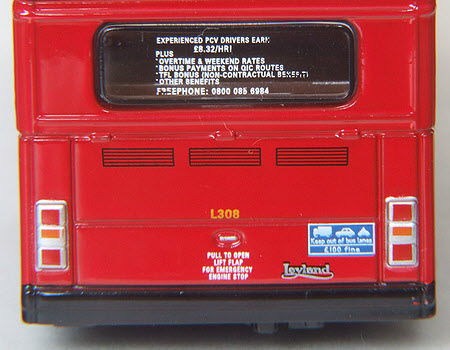 EXPERIENCED PCV DRIVERS EARN
£8.32/HR!
PLUS
*OVERTIME & WEEKEND RATES
*BONUS PAYMENTS ON QIC ROUTES
*TFL BONUS (NON-CONTRACTUAL BENEFIT)
*OTHER BENEFITS
FREEPHONE: 0800 085 6984
L308
PULL TO OPEN
LIFT FLAP
FOR EMERGENCY
ENGINE STOP
Keep out of bus lanes
£100 fine
Leyland